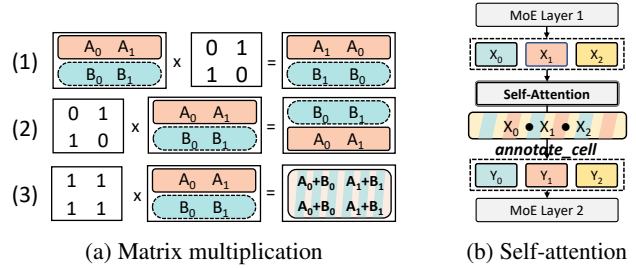 (1)
A₀ A₁
B₀ B₁
x
0 1
1 0
=
A₁ A₀
B₁ B₀
(2)
0 1
1 0
x
A₀ A₁
B₀ B₁
=
B₀ B₁
A₀ A₁
(3)
1 1
1 1
x
A₀ A₁
B₀ B₁
=
A₀+B₀ A₁+B₁
A₀+B₀ A₁+B₁
(a) Matrix multiplication
MoE Layer 1
X₀ X₁ X₂
Self-Attention
X₀ ● X₁ ● X₂
annotate_cell
Y₀ Y₁ Y₂
MoE Layer 2
(b) Self-attention